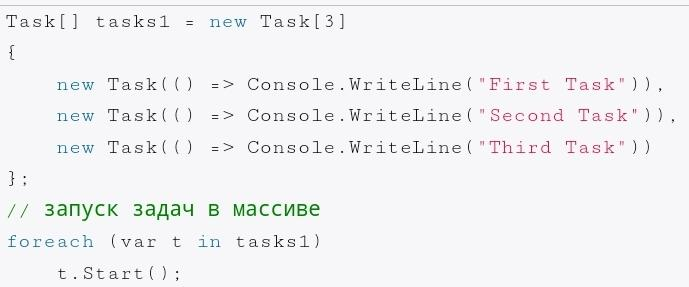 Task[] tasks1 = new Task[3]
{
    new Task(() => Console.WriteLine("First Task")),
    new Task(() => Console.WriteLine("Second Task")),
    new Task(() => Console.WriteLine("Third Task"))
};
// запуск задач в массиве
foreach (var t in tasks1)
    t.Start();